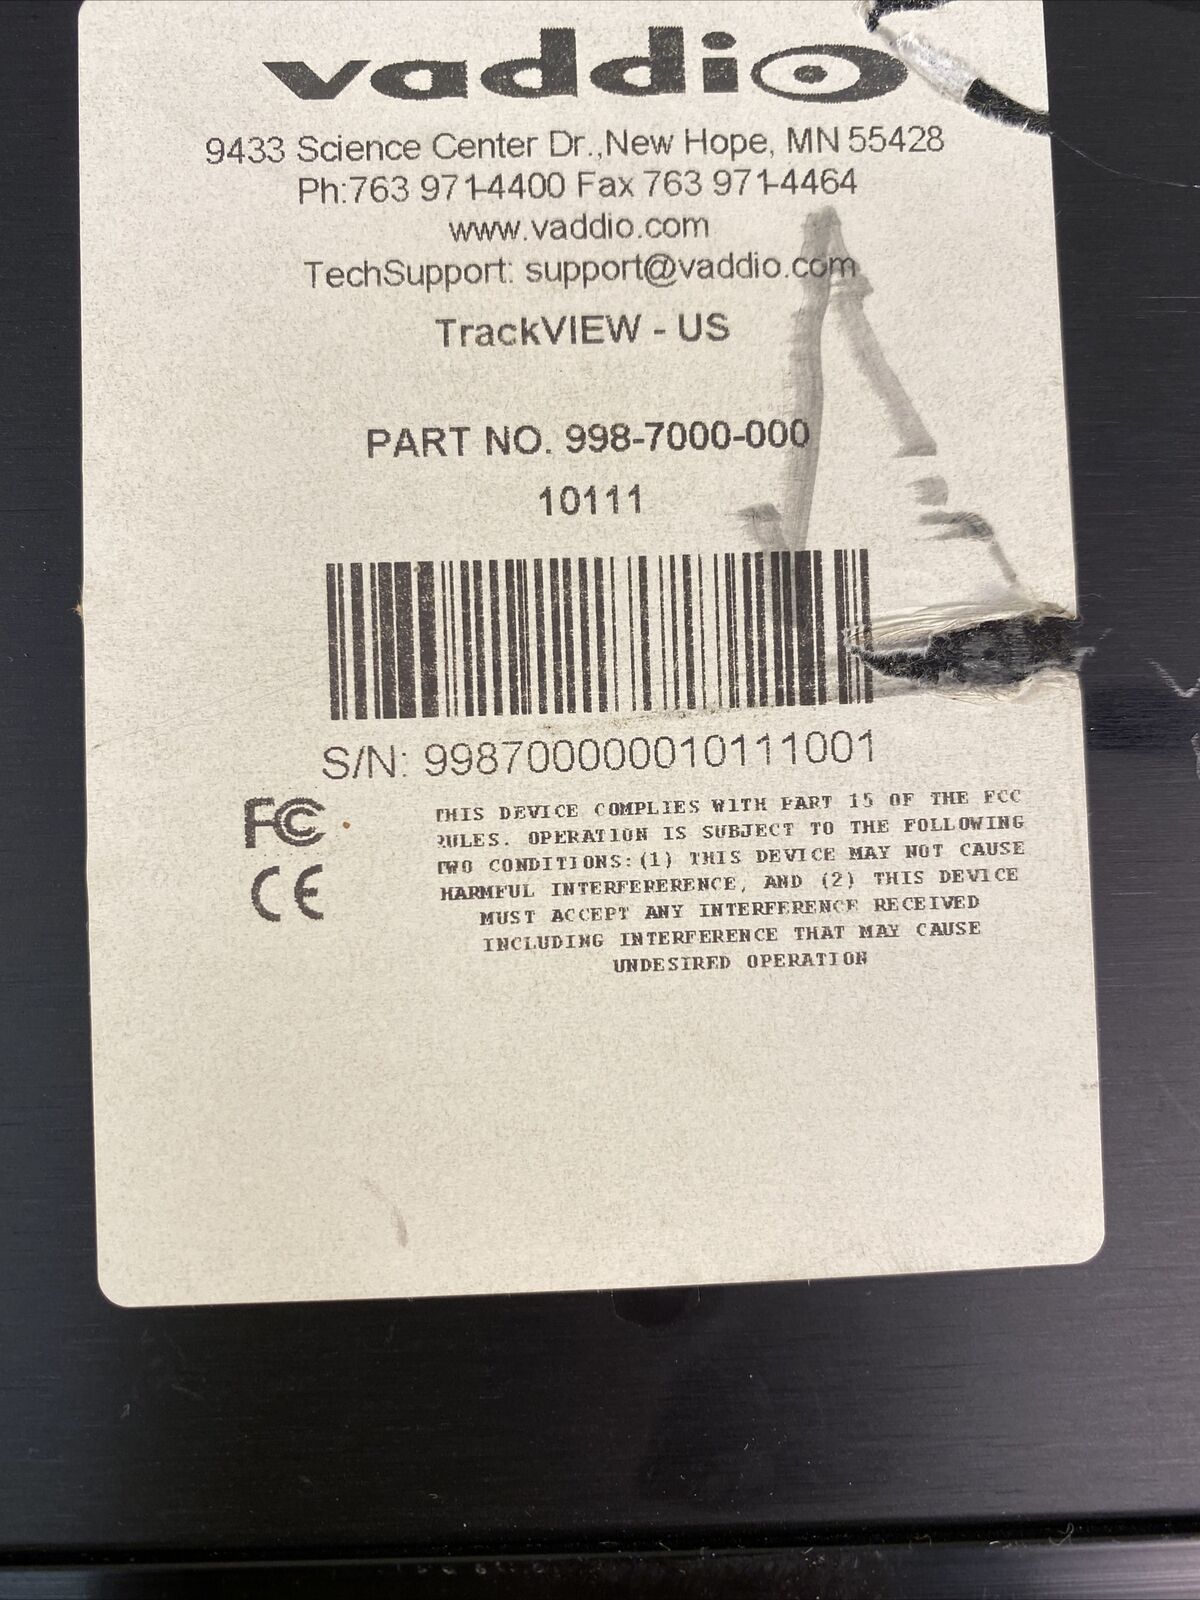 vaddio
9433 Science Center Dr.,New Hope, MN 55428
Ph:763 971-4400 Fax 763 971-4464
www.vaddio.com
TechSupport: support@vaddio.com
TrackVIEW - US
PART NO. 998-7000-000
10111
S/N: 998700000010111001
FC
CE
THIS DEVICE COMPLIES WITH PART 15 OF THE FCC
RULES. OPERATION IS SUBJECT TO THE FOLLOWING
TWO CONDITIONS:(1) THIS DEVICE MAY NOT CAUSE
HARMFUL INTERFERERENCE, AND (2) THIS DEVICE
MUST ACCEPT ANY INTERFERENCE RECEIVED
INCLUDING INTERFERENCE THAT MAY CAUSE
UNDESIRED OPERATION